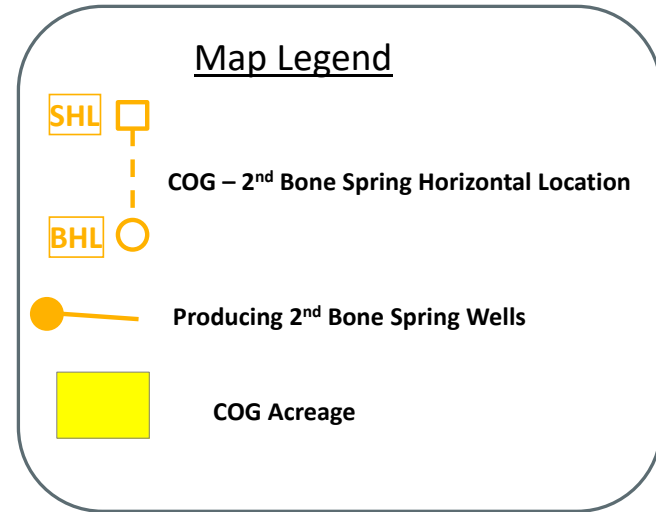 Map Legend
SHL
COG – 2nd Bone Spring Horizontal Location
BHL
Producing 2nd Bone Spring Wells
COG Acreage